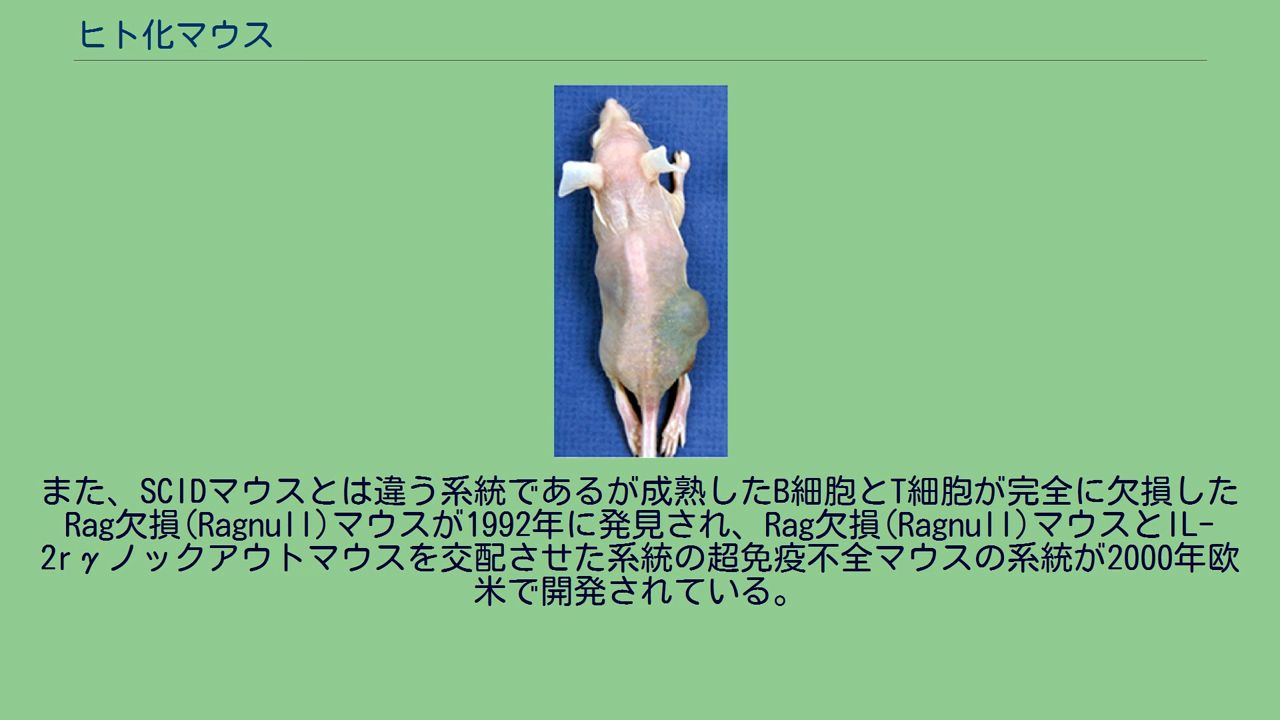 ヒト化マウス
また、SCIDマウスとは違う系統であるが成熟したB細胞とT細胞が完全に欠損した
Rag欠損(Ragnull)マウスが1992年に発見され、Rag欠損(Ragnull)マウスとIL-
2rγノックアウトマウスを交配させた系統の超免疫不全マウスの系統が2000年欧
米で開発されている。